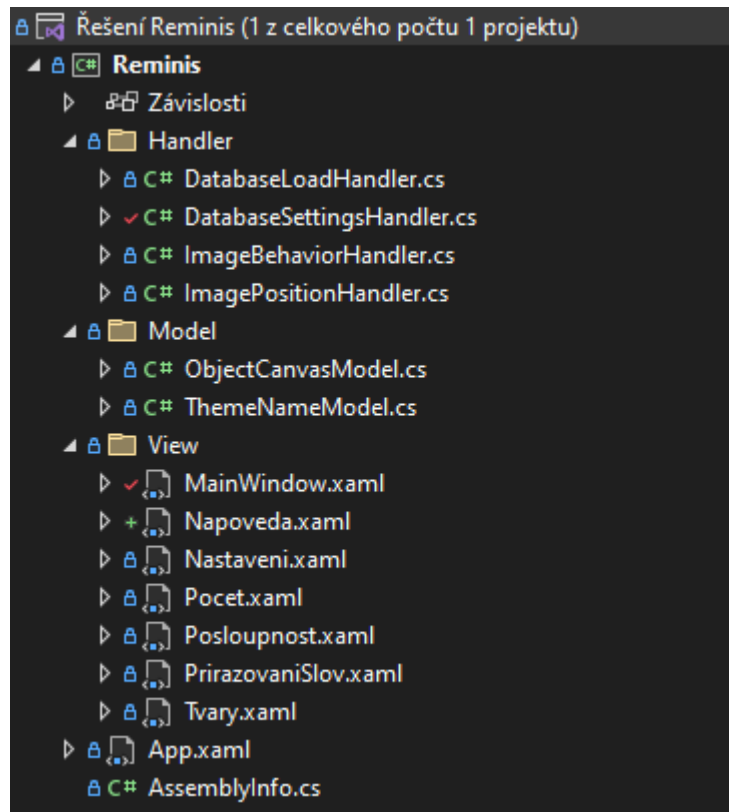 Řešení Reminis (1 z celkového počtu 1 projektu)
C# Reminis
Závislosti
Handler
C# DatabaseLoadHandler.cs
C# DatabaseSettingsHandler.cs
C# ImageBehaviorHandler.cs
C# ImagePositionHandler.cs
Model
C# ObjectCanvasModel.cs
C# ThemeNameModel.cs
View
MainWindow.xaml
Napoveda.xaml
Nastaveni.xaml
Pocet.xaml
Posloupnost.xaml
PrirazovaniSlov.xaml
Tvary.xaml
App.xaml
C# AssemblyInfo.cs